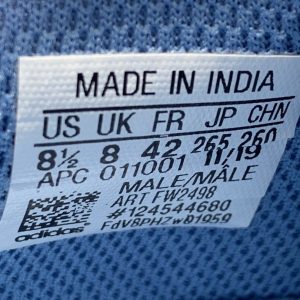 MADE IN INDIA
US UK FR JP CHN
8½ 8 42 265 260
APC 011001 11/19
MALE/MÂLE
ART FW2498
#124544680
adidas FdV8PHZwD1959